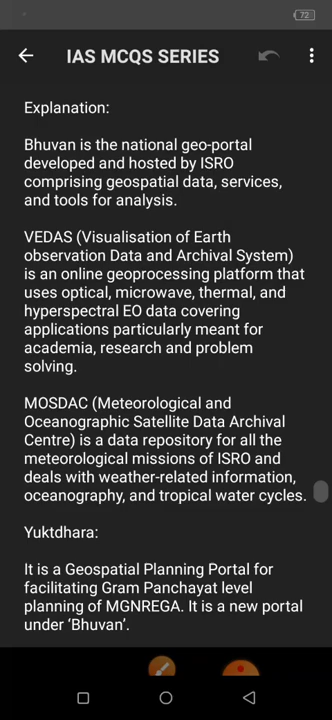 72
IAS MCQS SERIES
Explanation:
Bhuvan is the national geo-portal
developed and hosted by ISRO
comprising geospatial data, services,
and tools for analysis.
VEDAS (Visualisation of Earth
observation Data and Archival System)
is an online geoprocessing platform that
uses optical, microwave, thermal, and
hyperspectral EO data covering
applications particularly meant for
academia, research and problem
solving.
MOSDAC (Meteorological and
Oceanographic Satellite Data Archival
Centre) is a data repository for all the
meteorological missions of ISRO and
deals with weather-related information,
oceanography, and tropical water cycles.
Yuktdhara:
It is a Geospatial Planning Portal for
facilitating Gram Panchayat level
planning of MGNREGA. It is a new portal
under ‘Bhuvan’.